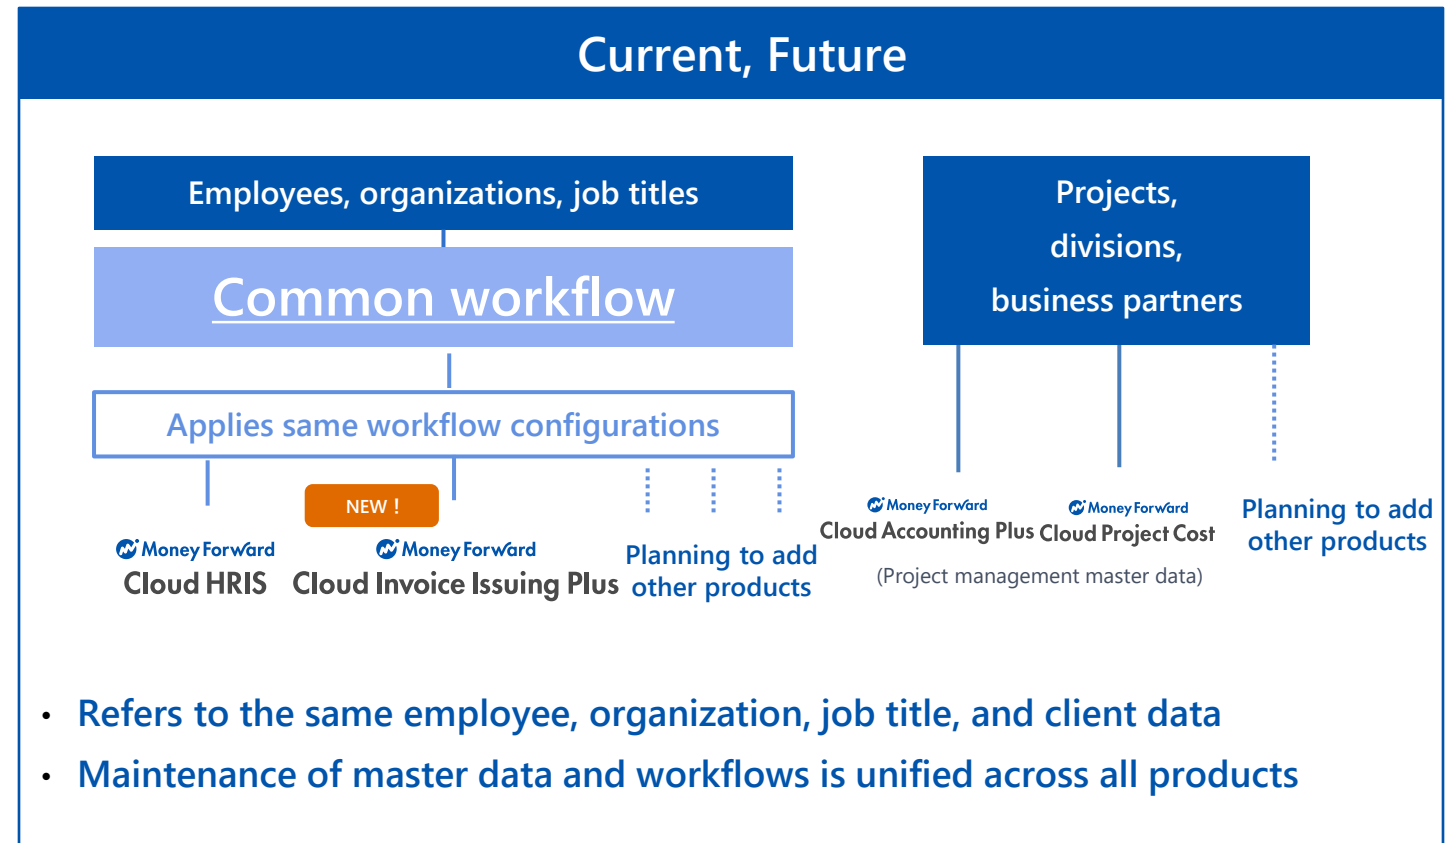 Current, Future
Employees, organizations, job titles
Common workflow
Applies same workflow configurations
NEW !
Money Forward
Cloud HRIS
Money Forward
Cloud Invoice Issuing Plus
Planning to add
other products
Projects,
divisions,
business partners
Money Forward
Cloud Accounting Plus
Money Forward
Cloud Project Cost
(Project management master data)
Planning to add
other products
• Refers to the same employee, organization, job title, and client data
• Maintenance of master data and workflows is unified across all products